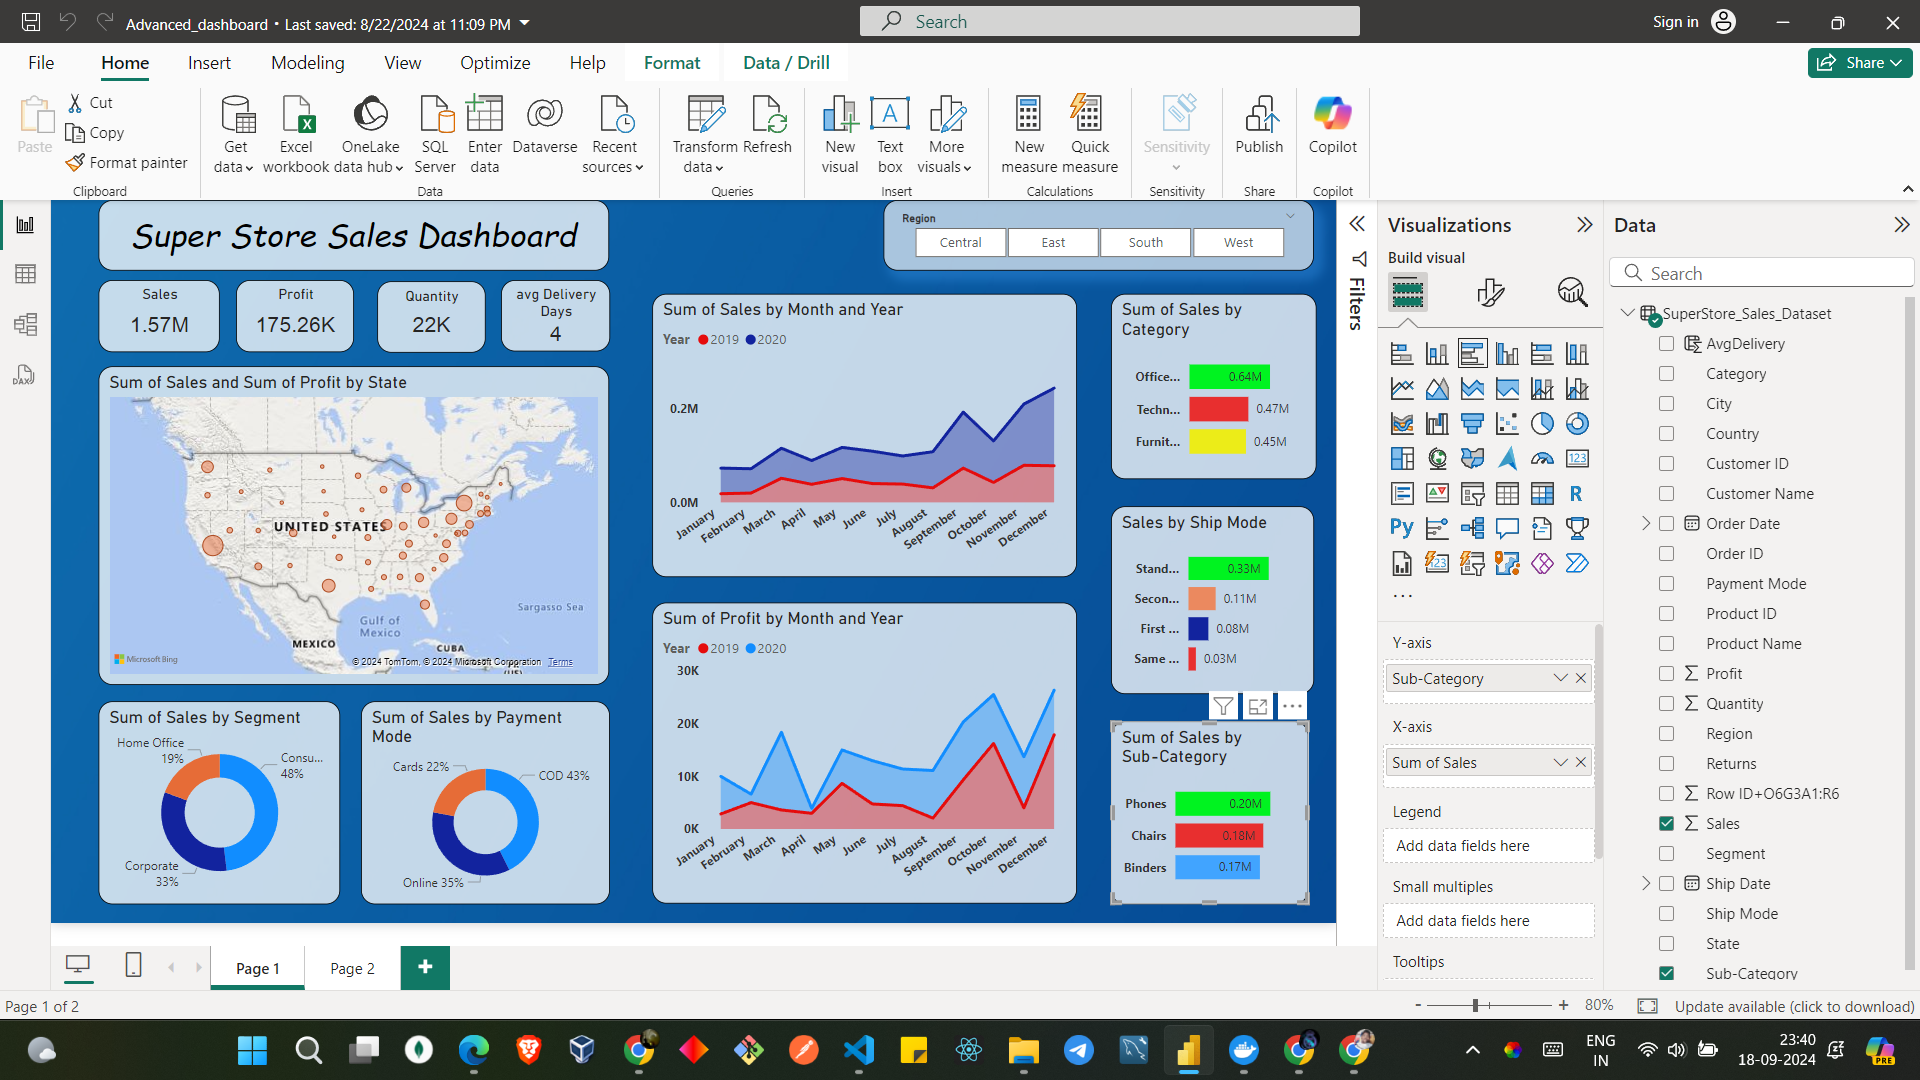 Advanced_dashboard • Last saved: 8/22/2024 at 11:09 PM
Search
Sign in
File
Home
Insert
Modeling
View
Optimize
Help
Format
Data / Drill
Share
Paste
Cut
Copy
Format painter
Clipboard
Get data
Excel workbook
OneLake data hub
SQL Server
Enter data
Dataverse
Recent sources
Data
Transform data
Refresh
Queries
New visual
Text box
More visuals
Insert
New measure
Quick measure
Calculations
Sensitivity
Sensitivity
Publish
Share
Copilot
Copilot
Super Store Sales Dashboard
Region
Central
East
South
West
Sales
1.57M
Profit
175.26K
Quantity
22K
avg Delivery
Days
4
Sum of Sales and Sum of Profit by State
UNITED STATES
MEXICO
Gulf of
Mexico
CUBA
Sargasso Sea
Microsoft Bing
© 2024 TomTom, © 2024 Microsoft Corporation Terms
Sum of Sales by Segment
Home Office
19%
Consu...
48%
Corporate
33%
Sum of Sales by Payment
Mode
Cards 22%
COD 43%
Online 35%
Sum of Sales by Month and Year
Year 2019 2020
0.2M
0.0M
January
February
March
April
May
June
July
August
September
October
November
December
Sum of Profit by Month and Year
Year 2019 2020
30K
20K
10K
0K
January
February
March
April
May
June
July
August
September
October
November
December
Sum of Sales by
Category
Office... 0.64M
Techn... 0.47M
Furnit... 0.45M
Sales by Ship Mode
Stand... 0.33M
Secon... 0.11M
First ... 0.08M
Same ... 0.03M
Sum of Sales by
Sub-Category
Phones 0.20M
Chairs 0.18M
Binders 0.17M
Filters
Visualizations
Build visual
123
R
Py
123
Y-axis
Sub-Category
X-axis
Sum of Sales
Legend
Add data fields here
Small multiples
Add data fields here
Tooltips
Data
Search
SuperStore_Sales_Dataset
AvgDelivery
Category
City
Country
Customer ID
Customer Name
Order Date
Order ID
Payment Mode
Product ID
Product Name
Profit
Quantity
Region
Returns
Row ID+O6G3A1:R6
Sales
Segment
Ship Date
Ship Mode
State
Sub-Category
DAX
Page 1
Page 2
+
Page 1 of 2
- + 80%
Update available (click to download)
ENG
IN
23:40
18-09-2024
PRE